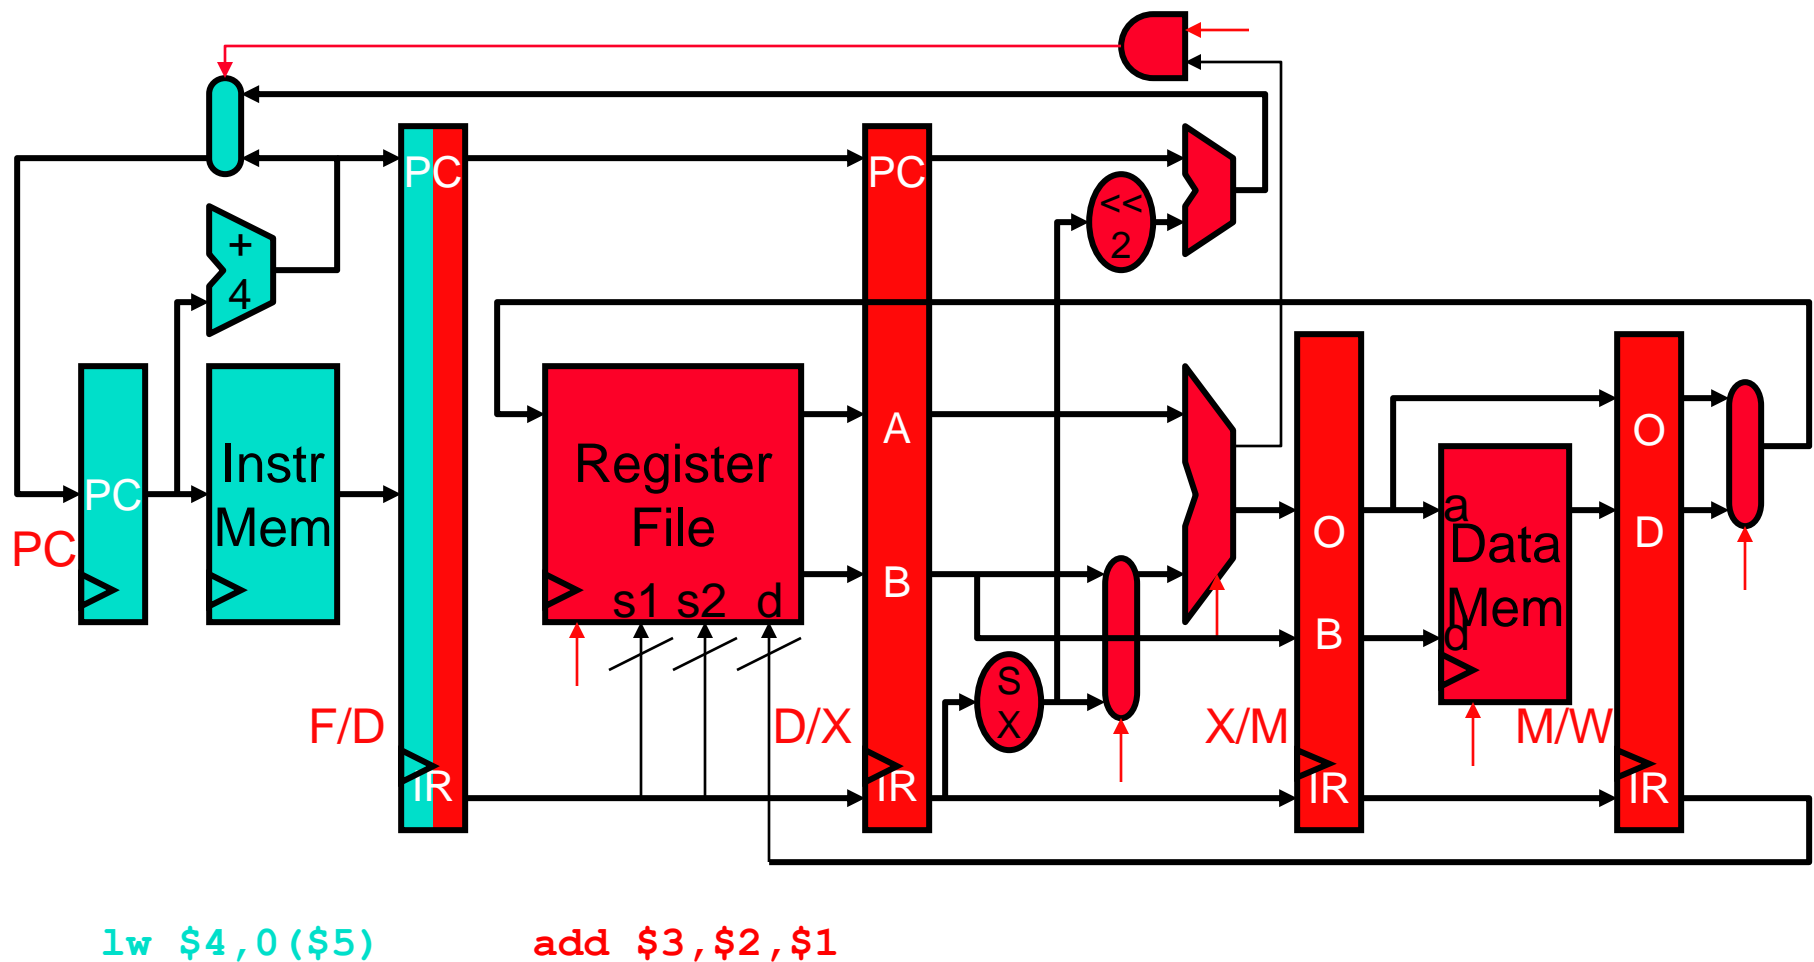 PC
PC
<<
2
+
4
A
O
Instr
Mem
Register
File
PC
PC
a
Data
Mem
d
O
D
B
B
s1 s2 d
S
X
F/D
D/X
X/M
M/W
IR
IR
IR
IR
lw $4,0($5)
add $3,$2,$1